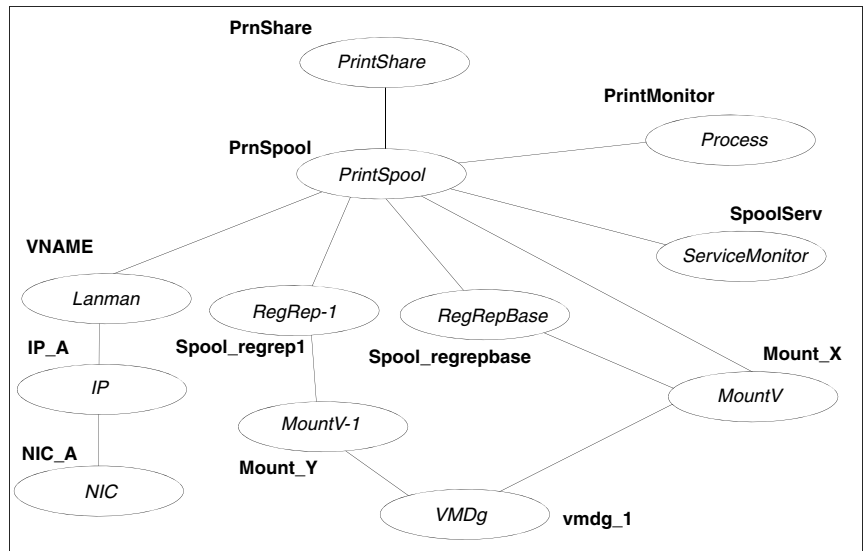 PrnShare
PrintShare
PrintMonitor
Process
PrnSpool
PrintSpool
SpoolServ
ServiceMonitor
VNAME
Lanman
RegRep-1
Spool_regrep1
RegRepBase
Spool_regrepbase
Mount_X
MountV
IP_A
IP
MountV-1
Mount_Y
NIC_A
NIC
VMDg
vmdg_1